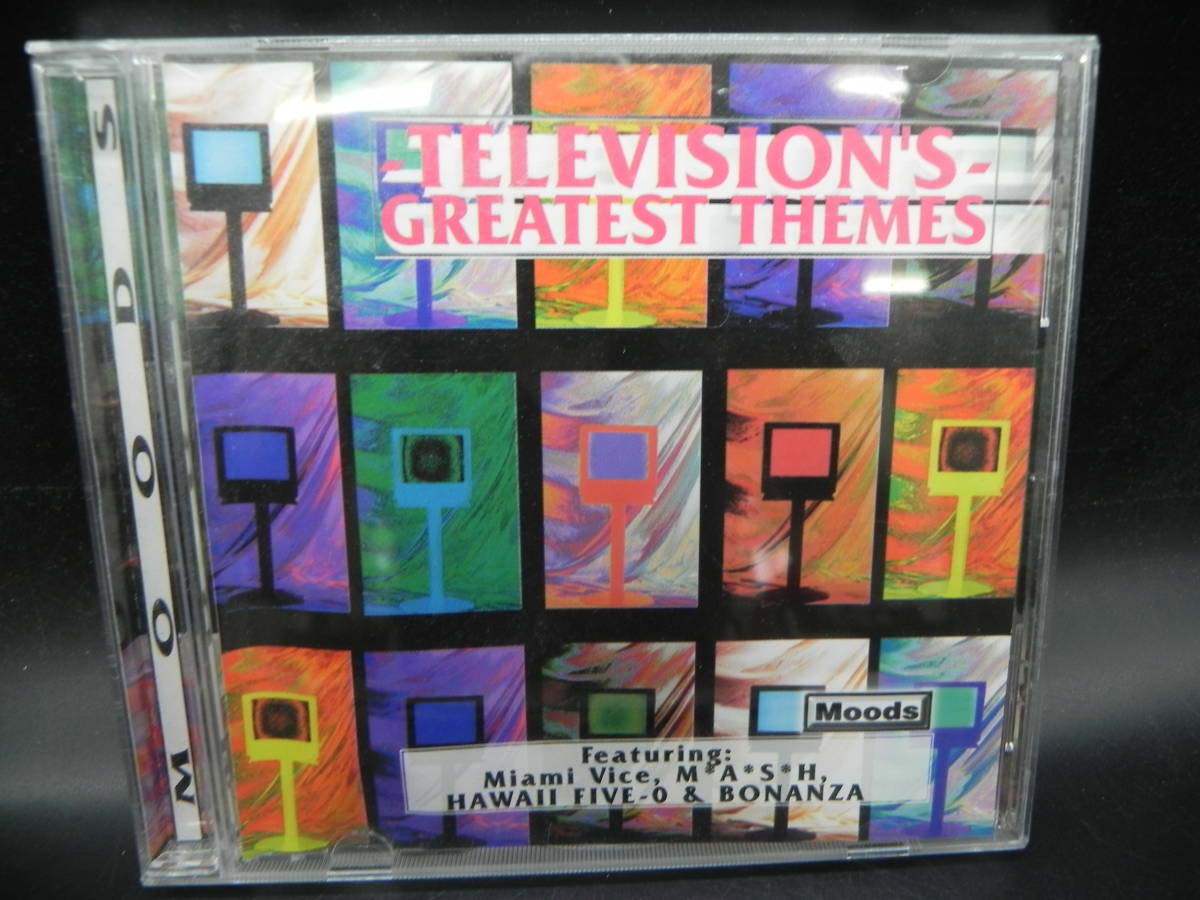 -TELEVISION'S-
GREATEST THEMES
MOODS
Moods
Featuring:
Miami Vice, M*A*S*H,
HAWAII FIVE-0 & BONANZA